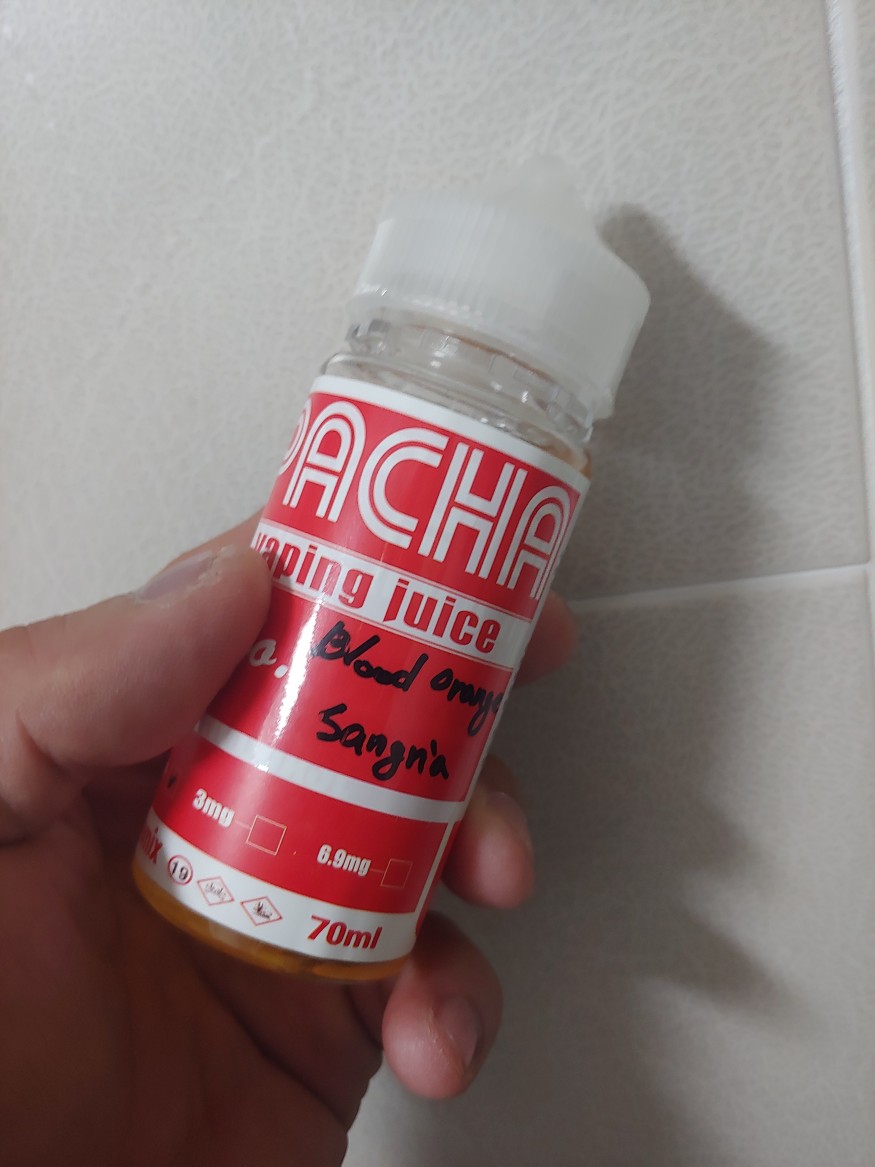 PACHA
vaping juice
Blood orange
Sangria
3mg
6.9mg
19
70ml